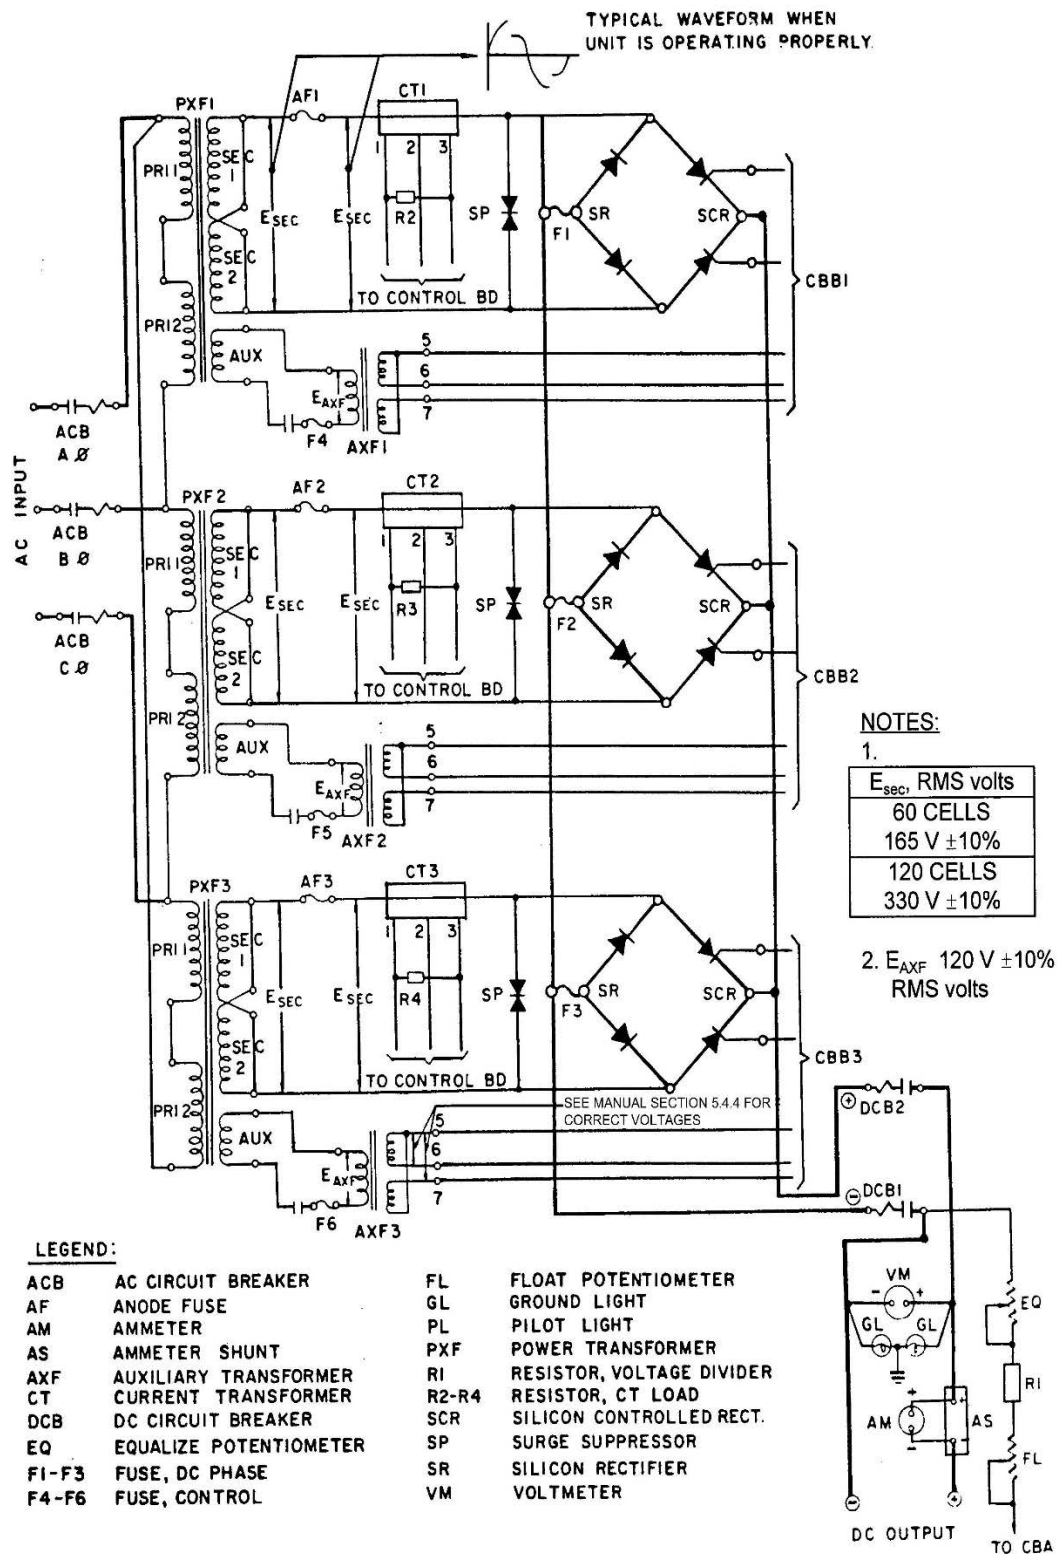 TYPICAL WAVEFORM WHEN
UNIT IS OPERATING PROPERLY.
PXF1
AF1
CT1
1 2 3
PRI1
SEC 1
ESEC
ESEC
R2
SP
F1
SR
SCR
CBB1
SEC 2
TO CONTROL BD
PRI2
AUX
5
6
7
EAXF
F4
AXF1
AC INPUT
ACB
A Ø
ACB
B Ø
ACB
C Ø
PXF2
AF2
CT2
1 2 3
PRI1
SEC 1
ESEC
ESEC
R3
SP
F2
SR
SCR
CBB2
SEC 2
TO CONTROL BD
PRI2
AUX
5
6
7
EAXF
F5
AXF2
NOTES:
1.
Esec, RMS volts
60 CELLS
165 V ±10%
120 CELLS
330 V ±10%
2. EAXF 120 V ±10%
RMS volts
PXF3
AF3
CT3
1 2 3
PRI1
SEC 1
ESEC
ESEC
R4
SP
F3
SR
SCR
CBB3
SEC 2
TO CONTROL BD
PRI2
AUX
SEE MANUAL SECTION 5.4.4 FOR
CORRECT VOLTAGES
5
6
7
EAXF
F6
AXF3
+ DCB2
- DCB1
- VM +
GL GL
EQ
R1
+
AM
-
+
AS
-
FL
- +
DC OUTPUT
TO CBA
LEGEND:
ACB AC CIRCUIT BREAKER
AF ANODE FUSE
AM AMMETER
AS AMMETER SHUNT
AXF AUXILIARY TRANSFORMER
CT CURRENT TRANSFORMER
DCB DC CIRCUIT BREAKER
EQ EQUALIZE POTENTIOMETER
F1-F3 FUSE, DC PHASE
F4-F6 FUSE, CONTROL
FL FLOAT POTENTIOMETER
GL GROUND LIGHT
PL PILOT LIGHT
PXF POWER TRANSFORMER
R1 RESISTOR, VOLTAGE DIVIDER
R2-R4 RESISTOR, CT LOAD
SCR SILICON CONTROLLED RECT.
SP SURGE SUPPRESSOR
SR SILICON RECTIFIER
VM VOLTMETER